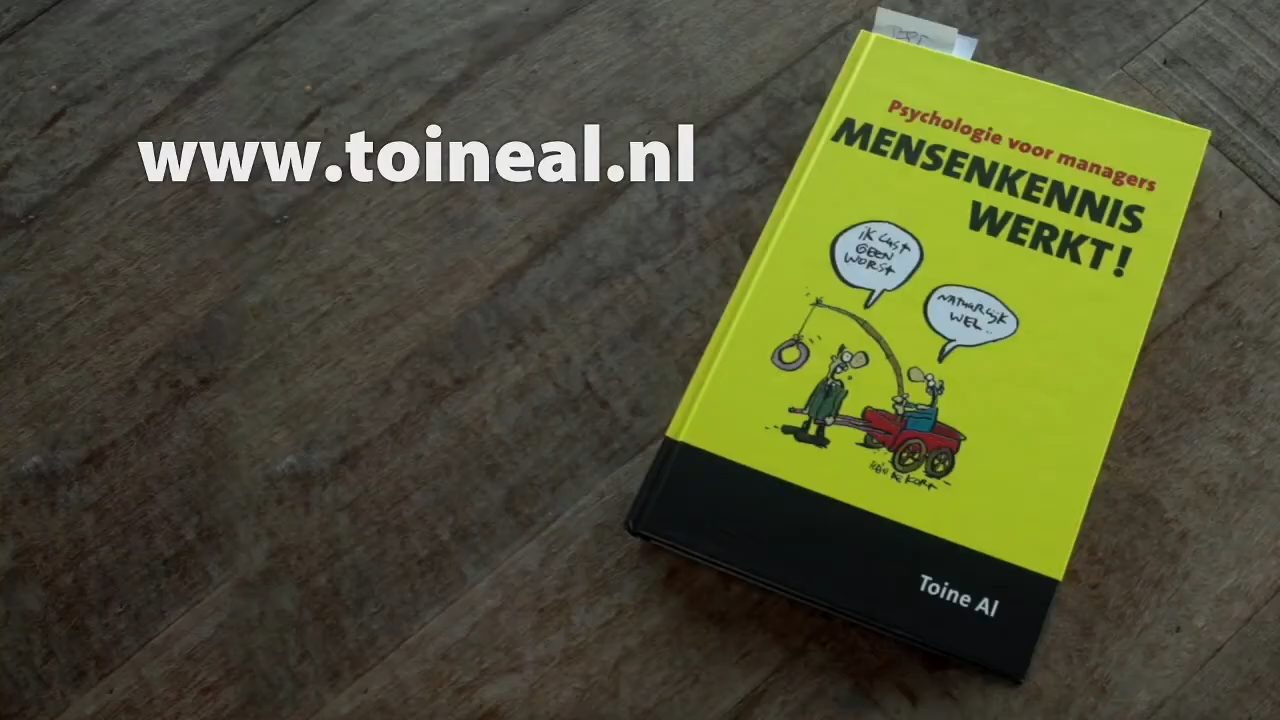 www.toineal.nl
Psychologie voor managers
MENSENKENNIS
WERKT!
IK LUST
GEEN
WORST
NATUURLIJK
WEL..
Toine Al